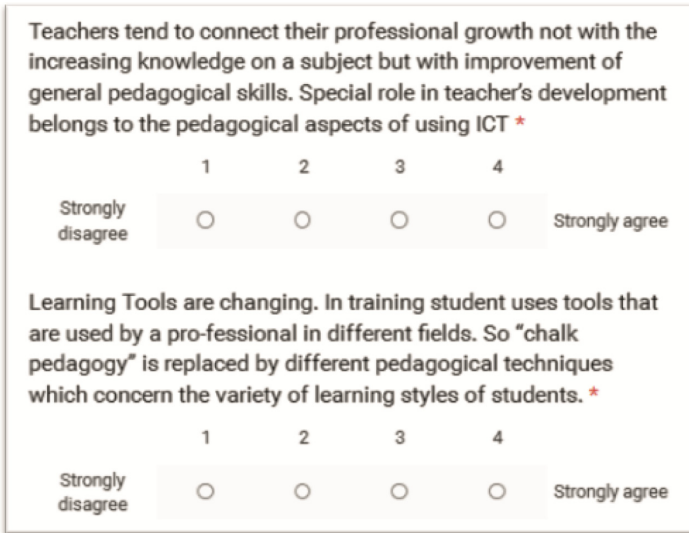 Teachers tend to connect their professional growth not with the
increasing knowledge on a subject but with improvement of
general pedagogical skills. Special role in teacher's development
belongs to the pedagogical aspects of using ICT *
1 2 3 4
Strongly
disagree
Strongly agree
Learning Tools are changing. In training student uses tools that
are used by a pro-fessional in different fields. So "chalk
pedagogy" is replaced by different pedagogical techniques
which concern the variety of learning styles of students. *
1 2 3 4
Strongly
disagree
Strongly agree